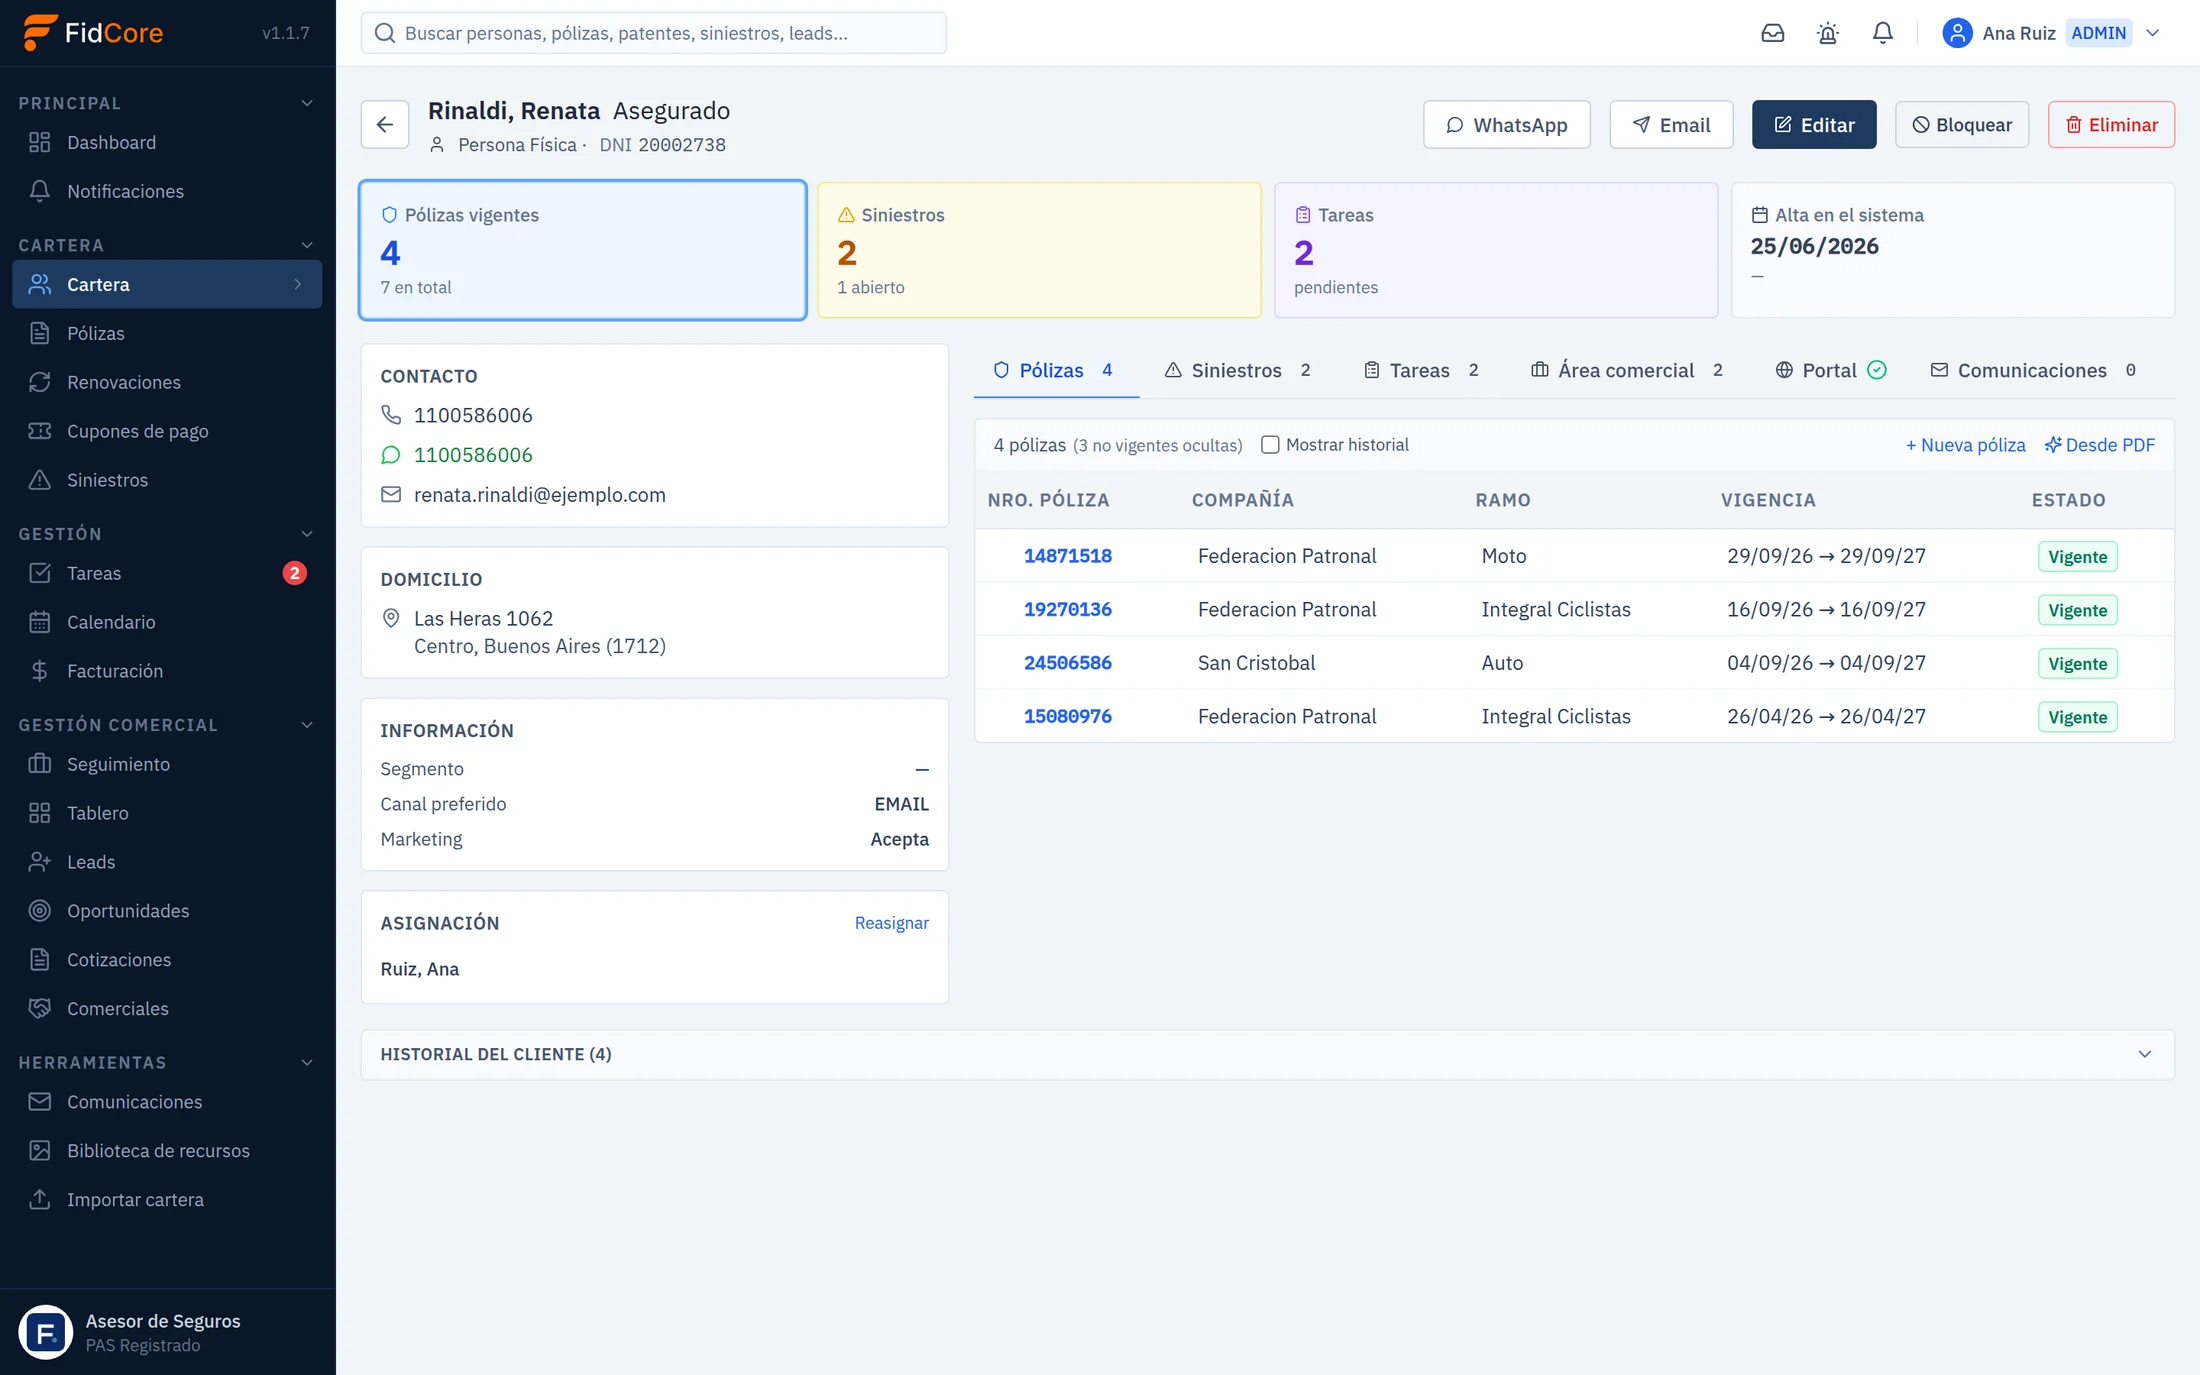 FidCore
v1.1.7
PRINCIPAL
Dashboard
Notificaciones
CARTERA
Cartera
Pólizas
Renovaciones
Cupones de pago
Siniestros
GESTIÓN
Tareas 2
Calendario
Facturación
GESTIÓN COMERCIAL
Seguimiento
Tablero
Leads
Oportunidades
Cotizaciones
Comerciales
HERRAMIENTAS
Comunicaciones
Biblioteca de recursos
Importar cartera
F.
Asesor de Seguros
PAS Registrado
Buscar personas, pólizas, patentes, siniestros, leads...
Ana Ruiz ADMIN
Rinaldi, Renata Asegurado
Persona Física · DNI 20002738
WhatsApp
Email
Editar
Bloquear
Eliminar
Pólizas vigentes
4
7 en total
Siniestros
2
1 abierto
Tareas
2
pendientes
Alta en el sistema
25/06/2026
—
CONTACTO
1100586006
1100586006
renata.rinaldi@ejemplo.com
DOMICILIO
Las Heras 1062
Centro, Buenos Aires (1712)
INFORMACIÓN
Segmento —
Canal preferido EMAIL
Marketing Acepta
ASIGNACIÓN Reasignar
Ruiz, Ana
Pólizas 4 Siniestros 2 Tareas 2 Área comercial 2 Portal Comunicaciones 0
4 pólizas (3 no vigentes ocultas) Mostrar historial + Nueva póliza Desde PDF
NRO. PÓLIZA COMPAÑÍA RAMO VIGENCIA ESTADO
14871518 Federacion Patronal Moto 29/09/26 → 29/09/27 Vigente
19270136 Federacion Patronal Integral Ciclistas 16/09/26 → 16/09/27 Vigente
24506586 San Cristobal Auto 04/09/26 → 04/09/27 Vigente
15080976 Federacion Patronal Integral Ciclistas 26/04/26 → 26/04/27 Vigente
HISTORIAL DEL CLIENTE (4)